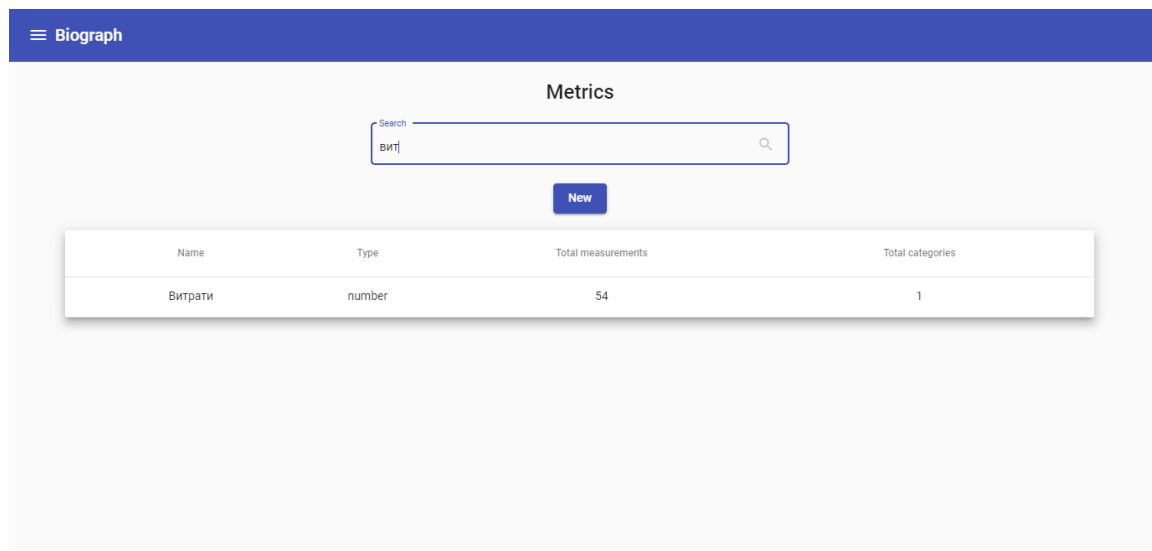 Biograph
Metrics
Search
вит
New
Name Type Total measurements Total categories
Витрати number 54 1